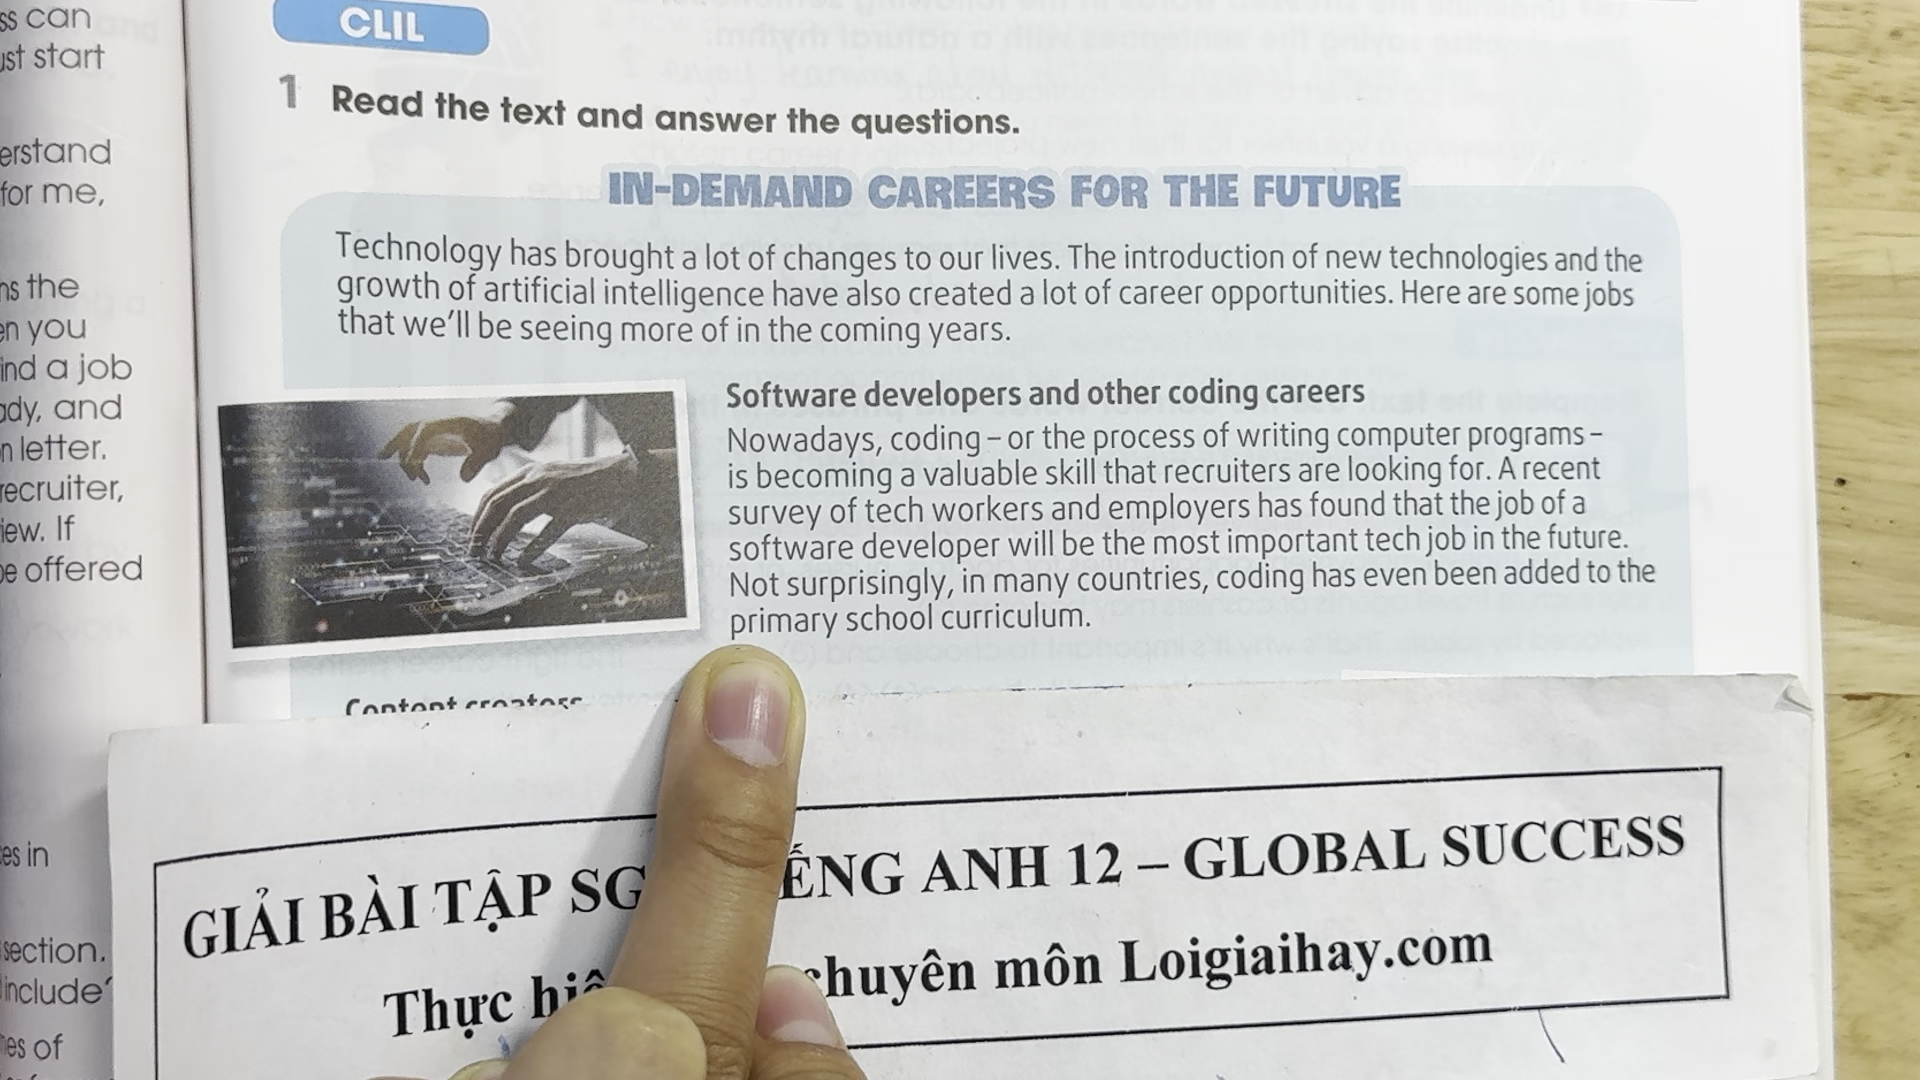 ss can
ust start
erstand
for me,
ns the
en you
ind a job
ady, and
n letter.
recruiter,
iew. If
be offered
es in
section.
include
es of
CLIL
1 Read the text and answer the questions.
IN-DEMAND CAREERS FOR THE FUTURE
Technology has brought a lot of changes to our lives. The introduction of new technologies and the
growth of artificial intelligence have also created a lot of career opportunities. Here are some jobs
that we'll be seeing more of in the coming years.
Software developers and other coding careers
Nowadays, coding – or the process of writing computer programs –
is becoming a valuable skill that recruiters are looking for. A recent
survey of tech workers and employers has found that the job of a
software developer will be the most important tech job in the future.
Not surprisingly, in many countries, coding has even been added to the
primary school curriculum.
Content creators
GIẢI BÀI TẬP SG ẾNG ANH 12 – GLOBAL SUCCESS
Thực hiệ chuyên môn Loigiaihay.com